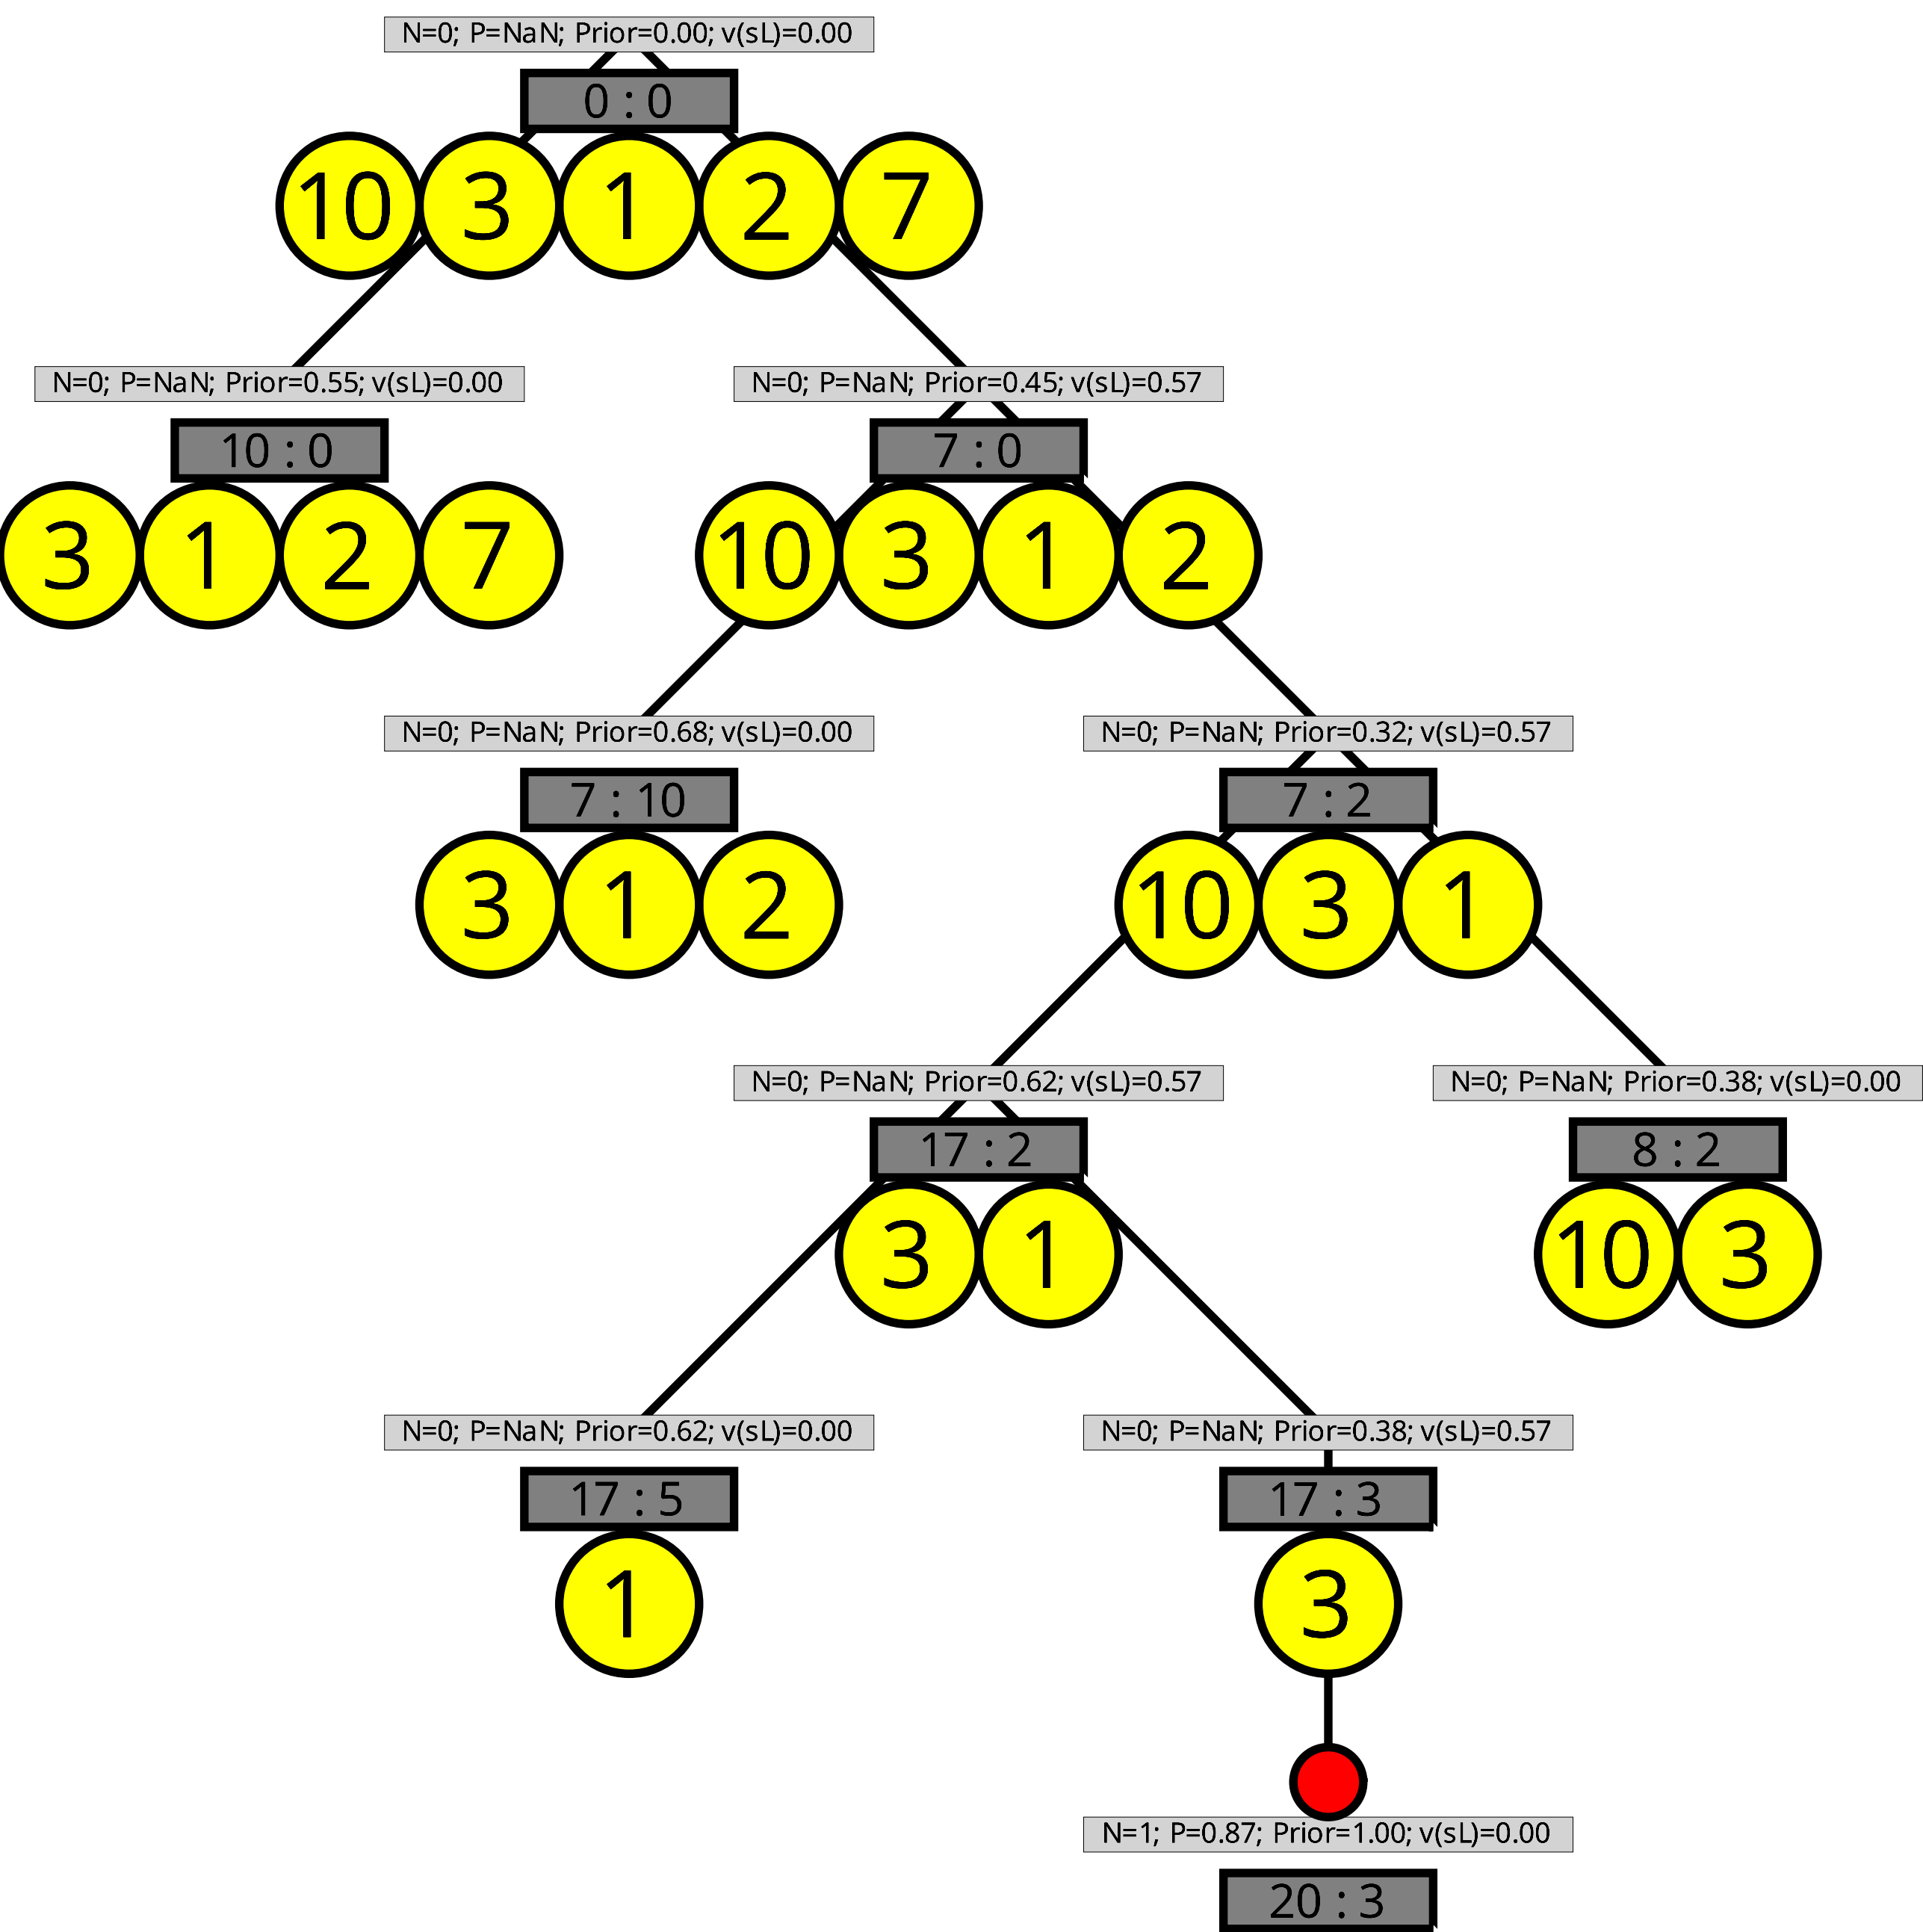 N=0; P=NaN; Prior=0.00; v(sL)=0.00
0 : 0
10 3 1 2 7
N=0; P=NaN; Prior=0.55; v(sL)=0.00
N=0; P=NaN; Prior=0.45; v(sL)=0.57
10 : 0
7 : 0
3 1 2 7
10 3 1 2
N=0; P=NaN; Prior=0.68; v(sL)=0.00
N=0; P=NaN; Prior=0.32; v(sL)=0.57
7 : 10
7 : 2
3 1 2
10 3 1
N=0; P=NaN; Prior=0.62; v(sL)=0.57
N=0; P=NaN; Prior=0.38; v(sL)=0.00
17 : 2
8 : 2
3 1
10 3
N=0; P=NaN; Prior=0.62; v(sL)=0.00
N=0; P=NaN; Prior=0.38; v(sL)=0.57
17 : 5
17 : 3
1
3
N=1; P=0.87; Prior=1.00; v(sL)=0.00
20 : 3